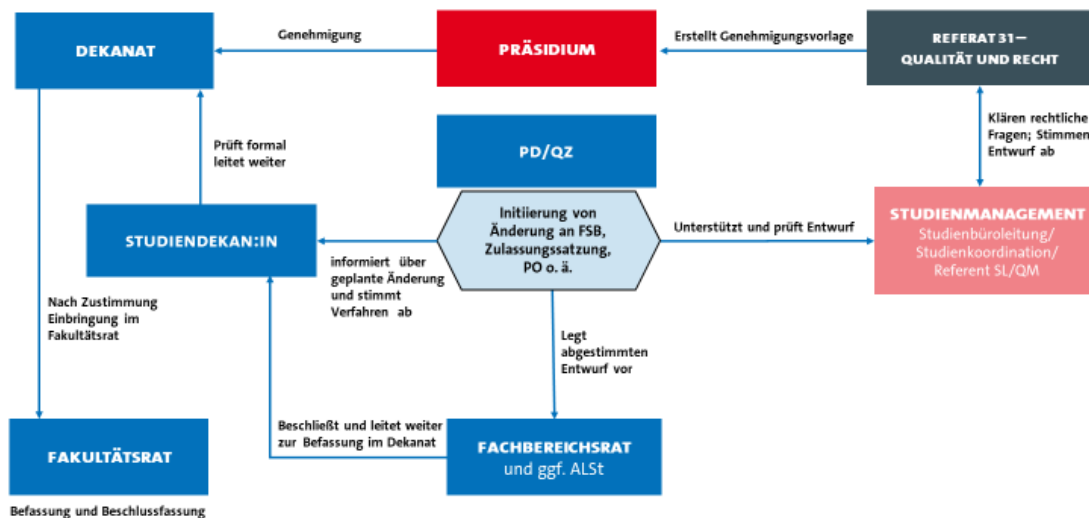 DEKANAT
Genehmigung
PRÄSIDIUM
Erstellt Genehmigungsvorlage
REFERAT 31–
QUALITÄT UND RECHT
Klären rechtliche
Fragen; Stimmen
Entwurf ab
Prüft formal
leitet weiter
PD/QZ
Initiierung von
Änderung an FSB,
Zulassungssatzung,
PO o. ä.
STUDIENDEKAN:IN
informiert über
geplante Änderung
und stimmt
Verfahren ab
Unterstützt und prüft Entwurf
STUDIENMANAGEMENT
Studienbüroleitung/
Studienkoordination/
Referent SL/QM
Nach Zustimmung
Einbringung im
Fakultätsrat
Legt
abgestimmten
Entwurf vor
Beschließt und leitet weiter
zur Befassung im Dekanat
FAKULTÄTSRAT
FACHBEREICHSRAT
und ggf. ALSt
Befassung und Beschlussfassung